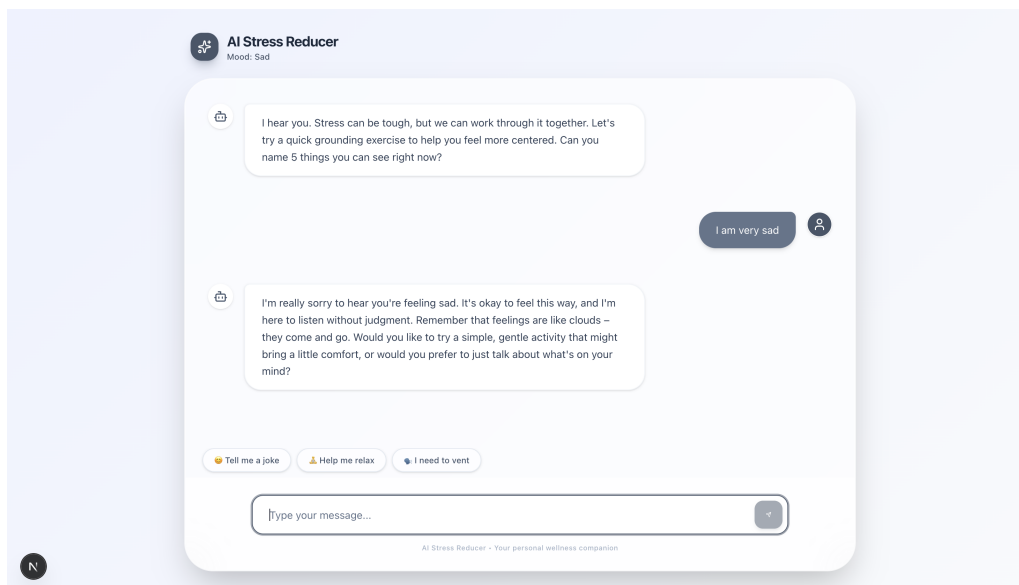 AI Stress Reducer
Mood: Sad
I hear you. Stress can be tough, but we can work through it together. Let's
try a quick grounding exercise to help you feel more centered. Can you
name 5 things you can see right now?
I am very sad
I'm really sorry to hear you're feeling sad. It's okay to feel this way, and I'm
here to listen without judgment. Remember that feelings are like clouds –
they come and go. Would you like to try a simple, gentle activity that might
bring a little comfort, or would you prefer to just talk about what's on your
mind?
😊 Tell me a joke
🧘 Help me relax
🗣️ I need to vent
Type your message...
AI Stress Reducer • Your personal wellness companion
N